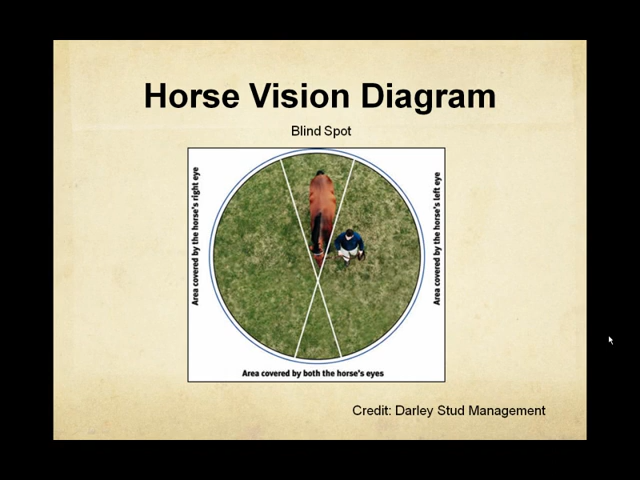 Horse Vision Diagram
Blind Spot
Area covered by the horse's right eye
Area covered by the horse's left eye
Area covered by both the horse's eyes
Credit: Darley Stud Management